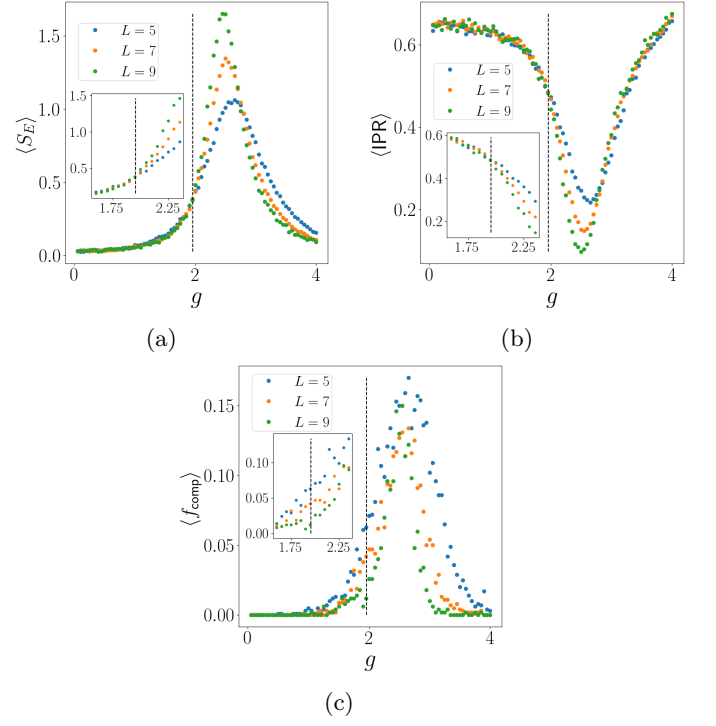 1.5
1.0
0.5
0.0
⟨S_E⟩
L = 5
L = 7
L = 9
1.5
1.0
0.5
1.75
2.25
0
2
4
g
(a)
0.6
0.4
0.2
⟨IPR⟩
L = 5
L = 7
L = 9
0.6
0.4
0.2
1.75
2.25
0
2
4
g
(b)
0.15
0.10
0.05
0.00
⟨f_comp⟩
L = 5
L = 7
L = 9
0.10
0.05
0.00
1.75
2.25
0
2
4
g
(c)